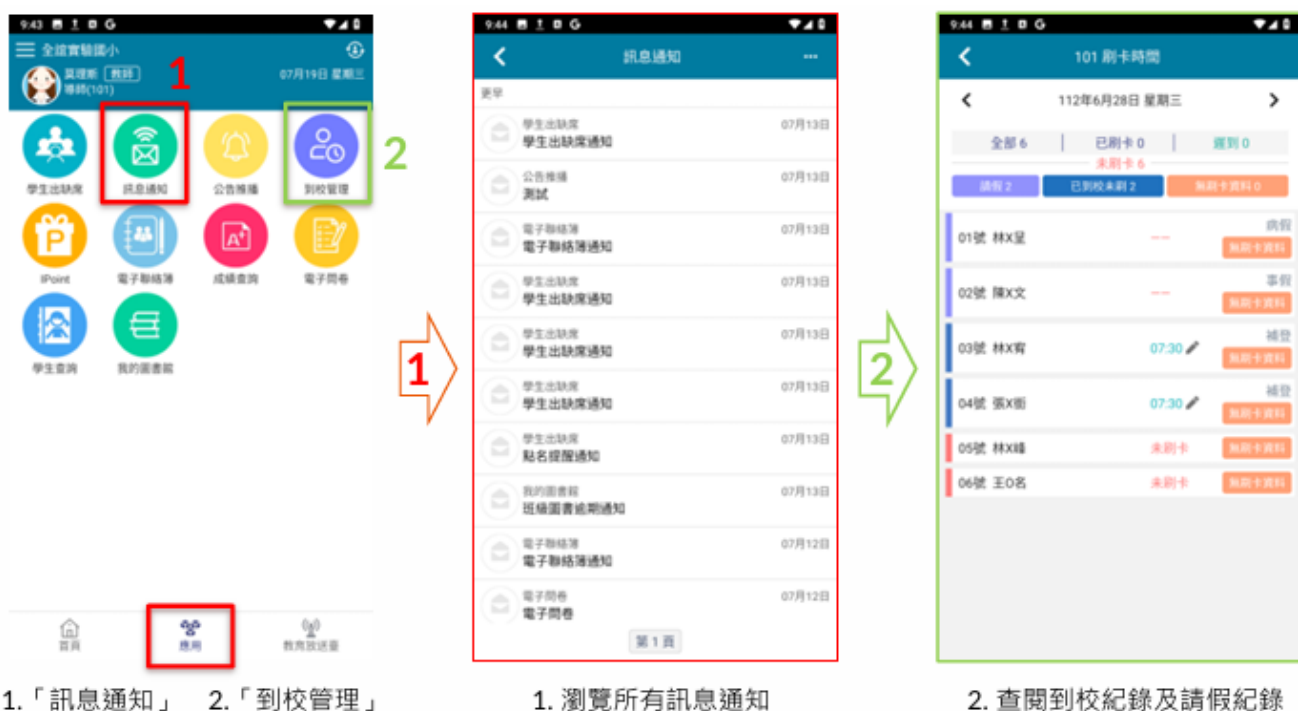 9:43
全誼實驗國小
莫理斯 教師
導師(101)
07月19日 星期三
1
2
學生出缺席
訊息通知
公告推播
到校管理
iPoint
電子聯絡簿
成績查詢
電子問卷
學生查詢
我的圖書館
首頁
應用
教育放送臺
1.「訊息通知」 2.「到校管理」
1
9:44
訊息通知
更早
學生出缺席 07月13日
學生出缺席通知
公告推播 07月13日
測試
電子聯絡簿 07月13日
電子聯絡簿通知
學生出缺席 07月13日
學生出缺席通知
學生出缺席 07月13日
學生出缺席通知
學生出缺席 07月13日
學生出缺席通知
學生出缺席 07月13日
點名提醒通知
我的圖書館 07月13日
班級圖書逾期通知
電子聯絡簿 07月12日
電子聯絡簿通知
電子問卷 07月12日
電子問卷
第 1 頁
1. 瀏覽所有訊息通知
2
9:44
101 刷卡時間
112年6月28日 星期三
全部 6 已刷卡 0 遲到 0
未刷卡 6
請假 2 已到校未刷 2 無刷卡資料 0
病假
01號 林X呈 -- 無刷卡資料
事假
02號 陳X文 -- 無刷卡資料
補登
03號 林X宥 07:30 無刷卡資料
補登
04號 張X銜 07:30 無刷卡資料
05號 林X峰 未刷卡 無刷卡資料
06號 王O名 未刷卡 無刷卡資料
2. 查閱到校紀錄及請假紀錄